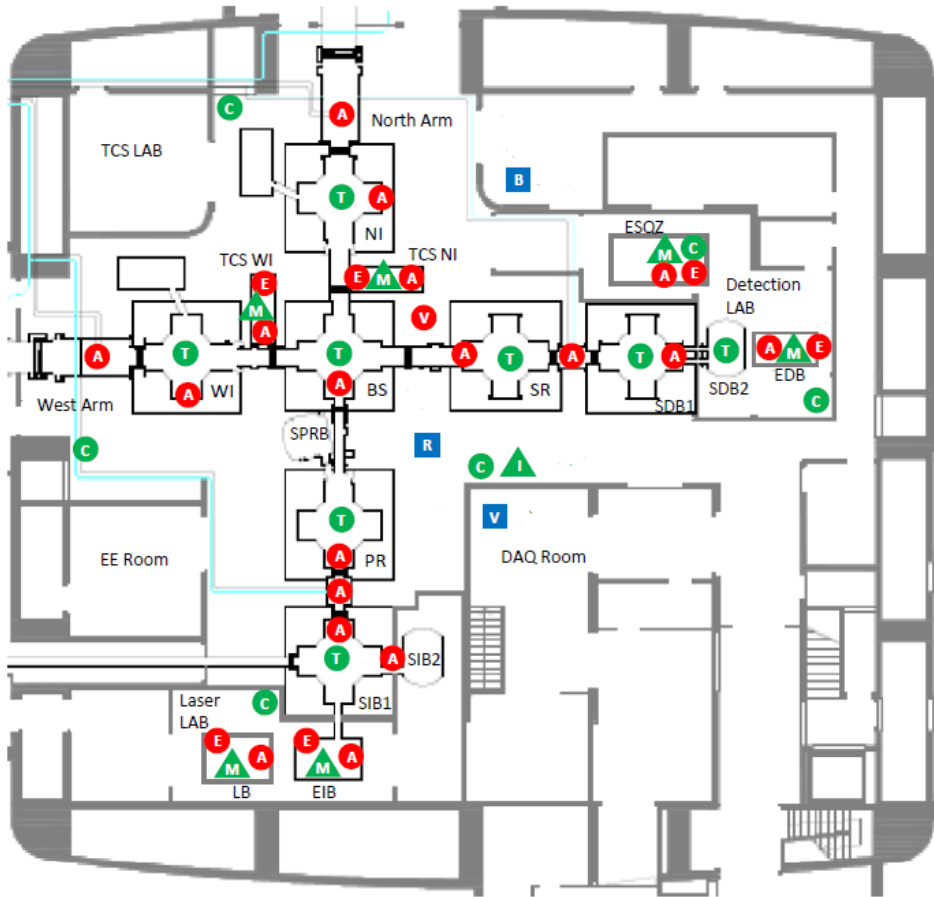 C
A
North Arm
TCS LAB
B
T
A
NI
ESQZ
M
C
A
E
TCS NI
TCS WI
E
M
A
E
M
A
V
Detection
LAB
A
T
A
WI
T
A
BS
A
T
SR
A
T
A
SDB1
T
SDB2
A
M
E
EDB
C
West Arm
C
SPRB
R
C
I
V
T
A
PR
A
EE Room
DAQ Room
A
T
A
SIB2
SIB1
Laser
LAB
C
E
M
A
LB
E
M
A
EIB